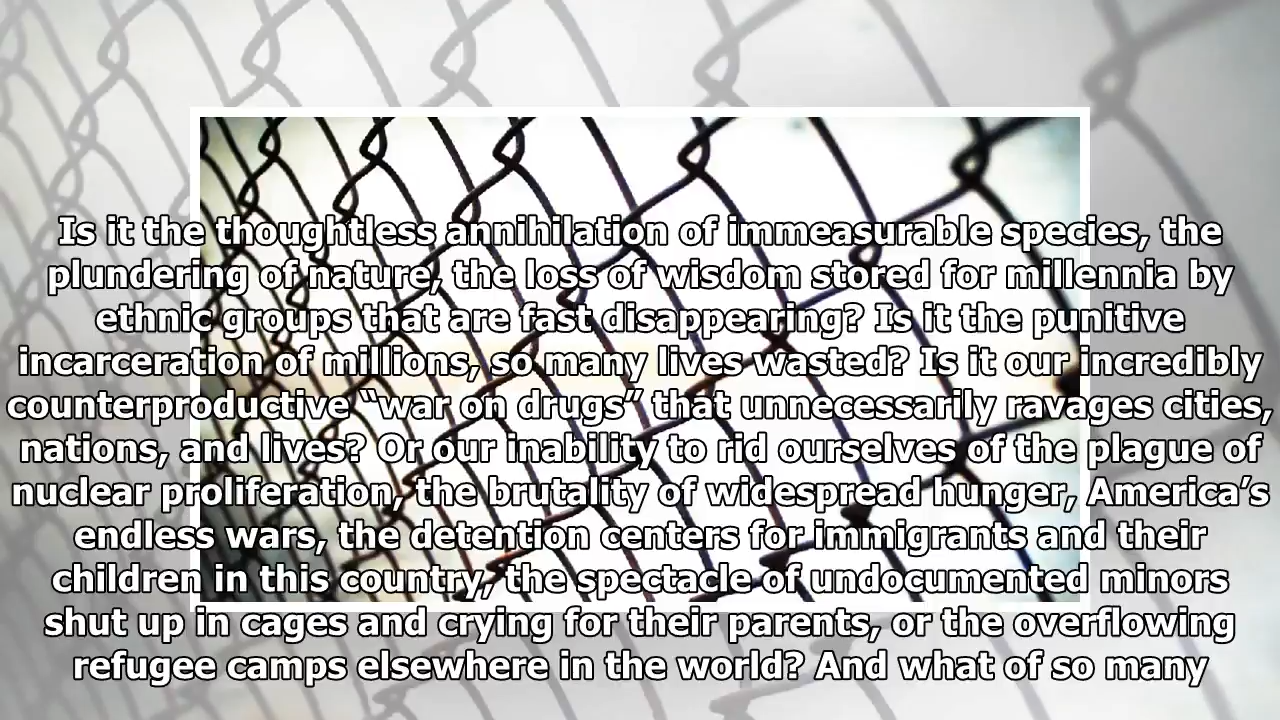 Is it the thoughtless annihilation of immeasurable species, the
plundering of nature, the loss of wisdom stored for millennia by
ethnic groups that are fast disappearing? Is it the punitive
incarceration of millions, so many lives wasted? Is it our incredibly
counterproductive “war on drugs” that unnecessarily ravages cities,
nations, and lives? Or our inability to rid ourselves of the plague of
nuclear proliferation, the brutality of widespread hunger, America’s
endless wars, the detention centers for immigrants and their
children in this country, the spectacle of undocumented minors
shut up in cages and crying for their parents, or the overflowing
refugee camps elsewhere in the world? And what of so many